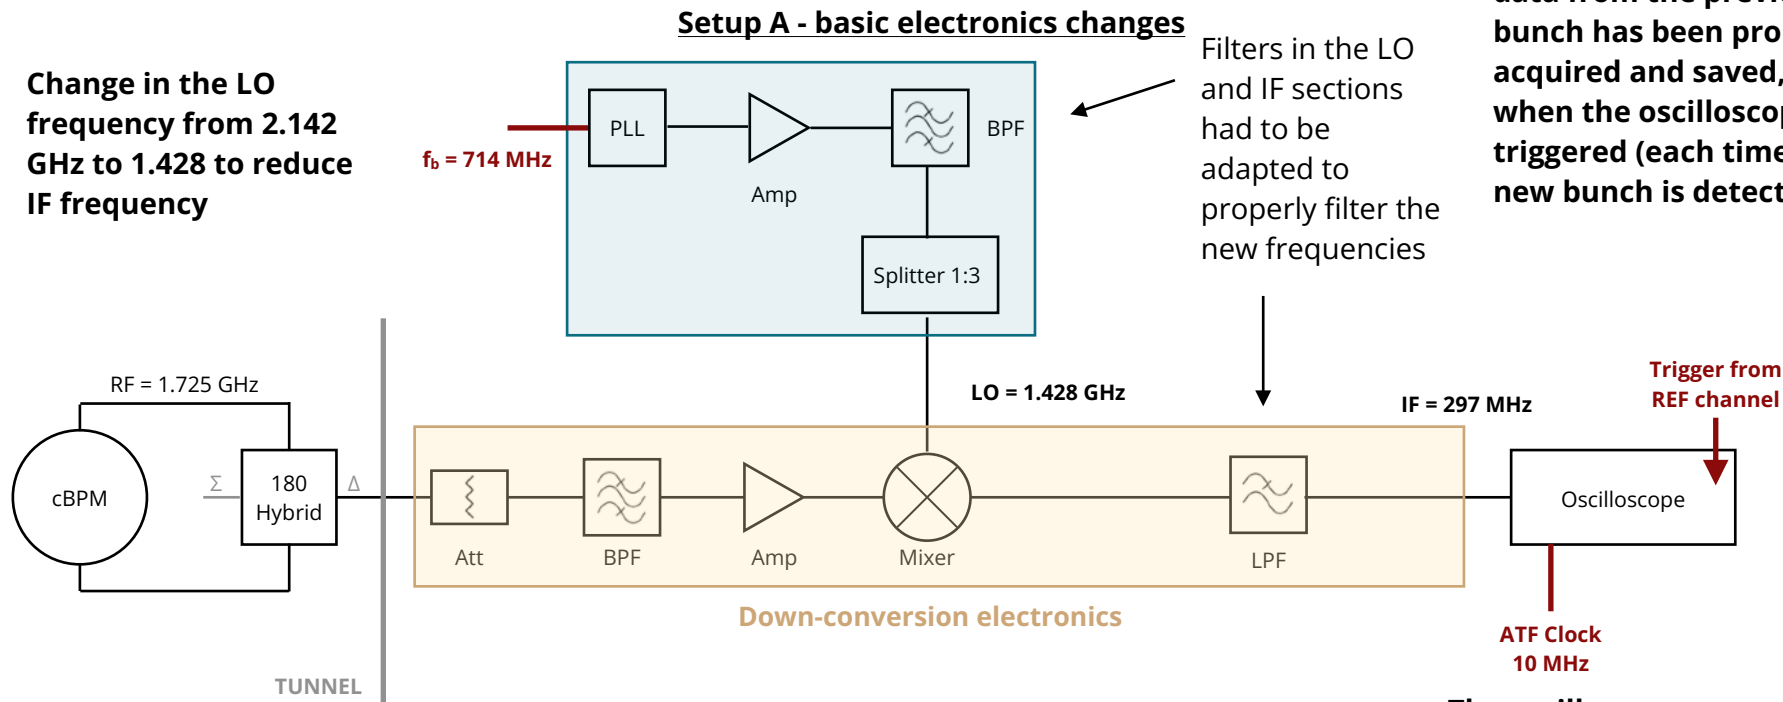 Setup A - basic electronics changes
Change in the LO
frequency from 2.142
GHz to 1.428 to reduce
IF frequency
fb = 714 MHz
PLL
Amp
BPF
Splitter 1:3
Filters in the LO
and IF sections
had to be
adapted to
properly filter the
new frequencies
bunch has been pro
acquired and saved,
when the oscillosco
triggered (each time
new bunch is detect
RF = 1.725 GHz
cBPM
Σ
180
Hybrid
Δ
TUNNEL
LO = 1.428 GHz
IF = 297 MHz
Att
BPF
Amp
Mixer
LPF
Down-conversion electronics
Trigger from
REF channel
Oscilloscope
ATF Clock
10 MHz